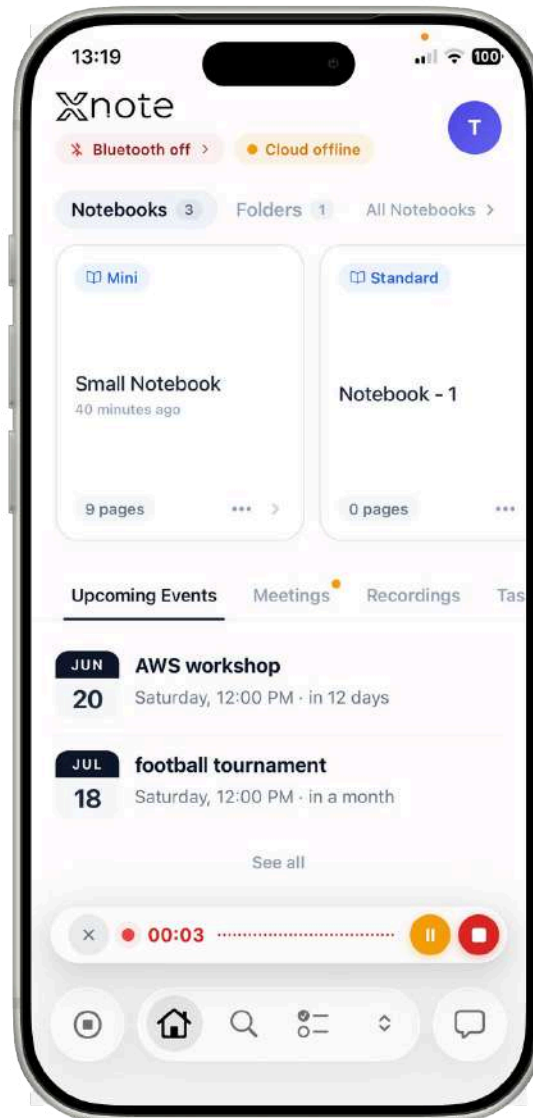 13:19
100
Xnote
T
Bluetooth off
Cloud offline
Notebooks 3
Folders 1
All Notebooks
Mini
Standard
Small Notebook
40 minutes ago
Notebook - 1
9 pages
0 pages
Upcoming Events
Meetings
Recordings
Tas
JUN
20
AWS workshop
Saturday, 12:00 PM · in 12 days
JUL
18
football tournament
Saturday, 12:00 PM · in a month
See all
00:03